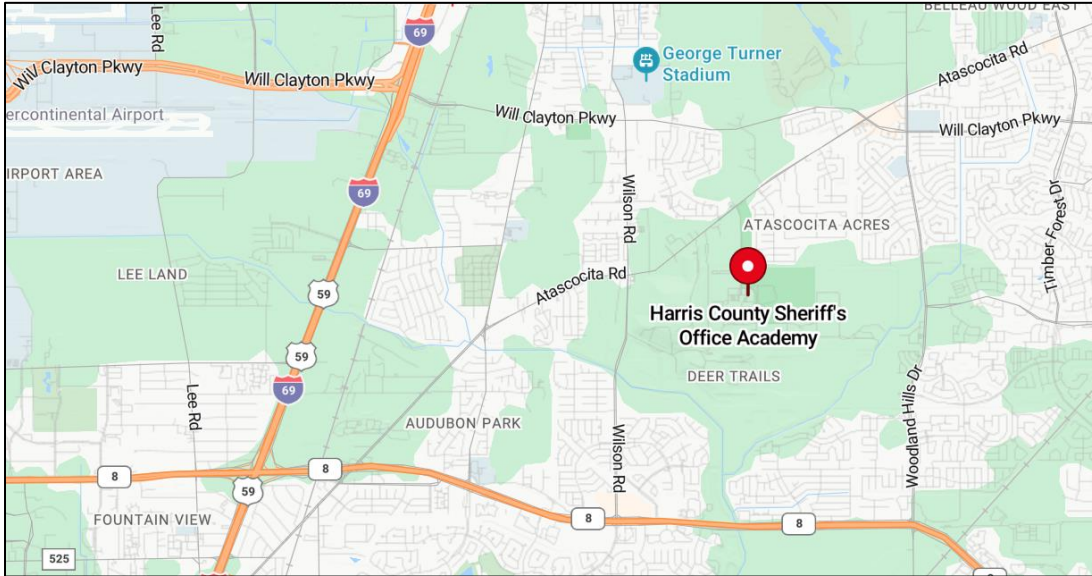 Lee Rd
69
BELLEAU WOOD EAST
Will Clayton Pkwy
Will Clayton Pkwy
George Turner
Stadium
Atascocita Rd
ercontinental Airport
Will Clayton Pkwy
Will Clayton Pkwy
IRPORT AREA
69
Wilson Rd
ATASCOCITA ACRES
Timber Forest Dr
LEE LAND
59
Atascocita Rd
Harris County Sheriff's
Office Academy
59
69
Lee Rd
DEER TRAILS
Woodland Hills Dr
AUDUBON PARK
Wilson Rd
8
8
59
FOUNTAIN VIEW
8
8
525